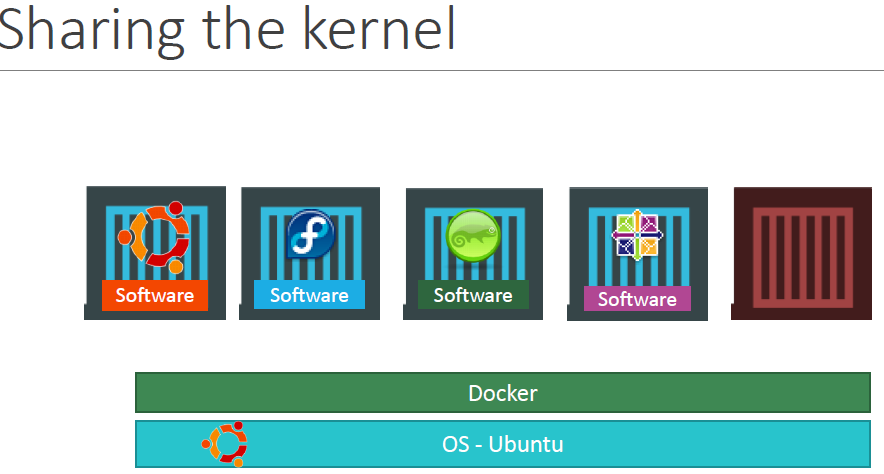 Sharing the kernel
Software
Software
Software
Software
Docker
OS - Ubuntu